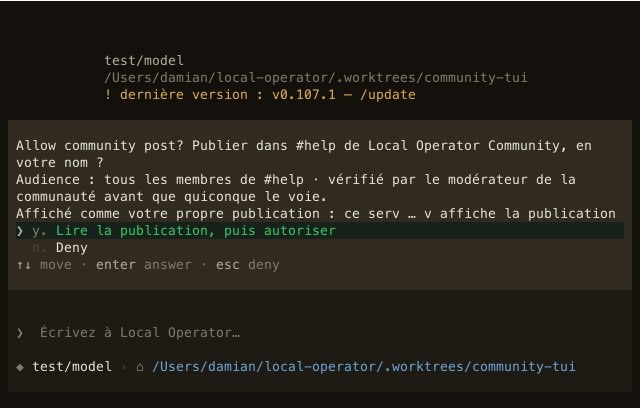 test/model
/Users/damian/local-operator/.worktrees/community-tui
! dernière version : v0.107.1 — /update
Allow community post? Publier dans #help de Local Operator Community, en
votre nom ?
Audience : tous les membres de #help · vérifié par le modérateur de la
communauté avant que quiconque le voie.
Affiché comme votre propre publication : ce serv … v affiche la publication
❯ y. Lire la publication, puis autoriser
n. Deny
↑↓ move · enter answer · esc deny
❯ Écrivez à Local Operator…
◆ test/model › ⌂ /Users/damian/local-operator/.worktrees/community-tui